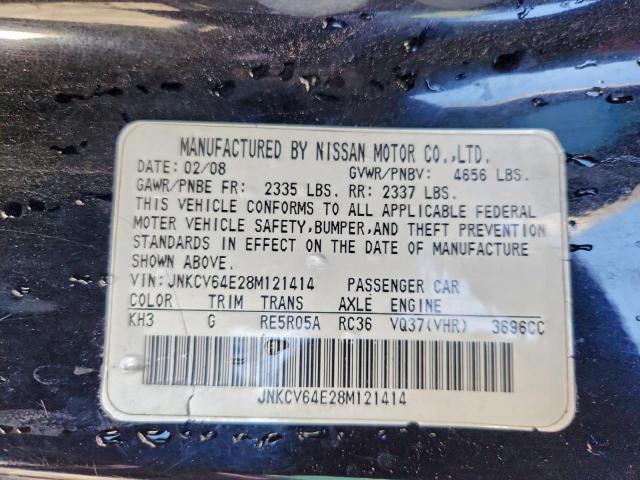 MANUFACTURED BY NISSAN MOTOR CO.,LTD.
DATE: 02/08 GVWR/PNBV: 4656 LBS.
GAWR/PNBE FR: 2335 LBS. RR: 2337 LBS.
THIS VEHICLE CONFORMS TO ALL APPLICABLE FEDERAL
MOTOR VEHICLE SAFETY, BUMPER, AND THEFT PREVENTION
STANDARDS IN EFFECT ON THE DATE OF MANUFACTURE
SHOWN ABOVE.
VIN: JNKCV64E28M121414 PASSENGER CAR
COLOR TRIM TRANS AXLE ENGINE
KH3 G RE5R05A RC36 VQ37(VHR) 3696CC
JNKCV64E28M121414